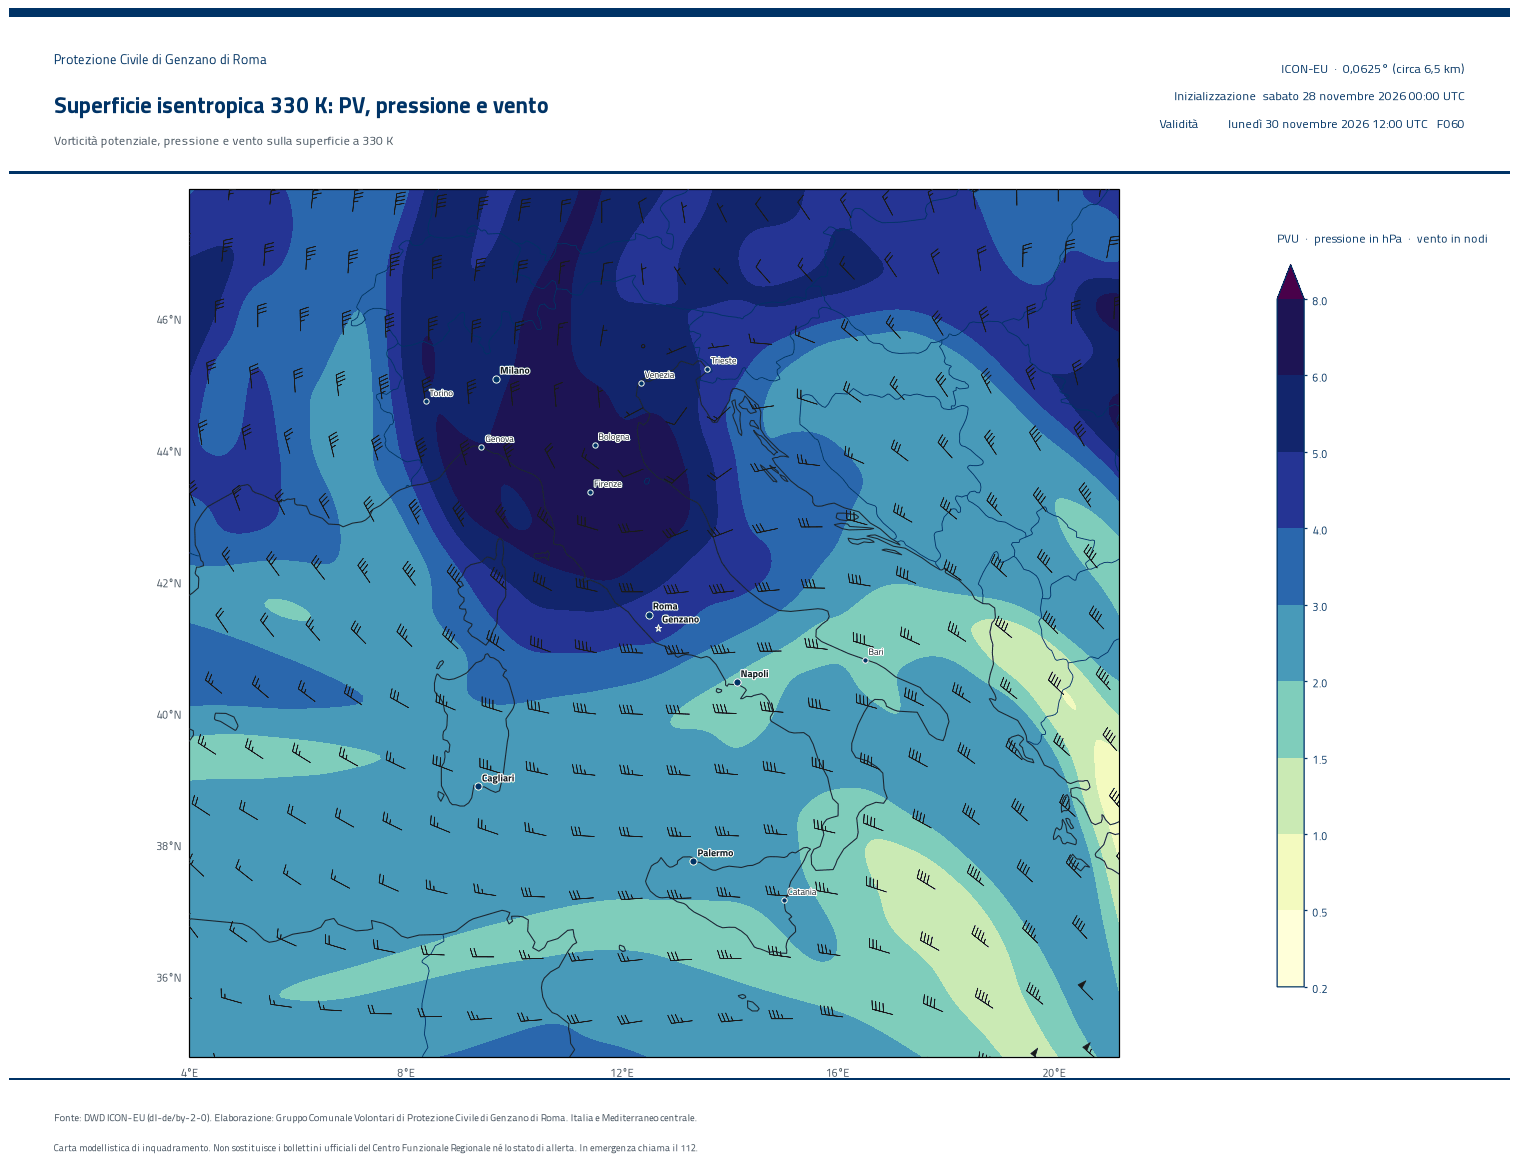 Protezione Civile di Genzano di Roma
Superficie isentropica 330 K: PV, pressione e vento
Vorticità potenziale, pressione e vento sulla superficie a 330 K
ICON-EU · 0,0625° (circa 6,5 km)
Inizializzazione sabato 28 novembre 2026 00:00 UTC
Validità lunedì 30 novembre 2026 12:00 UTC F060
PVU · pressione in hPa · vento in nodi
8.0
6.0
5.0
4.0
3.0
2.0
1.5
1.0
0.5
0.2
46°N
44°N
42°N
40°N
38°N
36°N
4°E
8°E
12°E
16°E
20°E
Trieste
Milano
Venezia
Torino
Genova
Bologna
Firenze
Roma
Genzano
Bari
Napoli
Cagliari
Palermo
Catania
Fonte: DWD ICON-EU (dl-de/by-2-0). Elaborazione: Gruppo Comunale Volontari di Protezione Civile di Genzano di Roma. Italia e Mediterraneo centrale.
Carta modellistica di inquadramento. Non sostituisce i bollettini ufficiali del Centro Funzionale Regionale né lo stato di allerta. In emergenza chiama il 112.